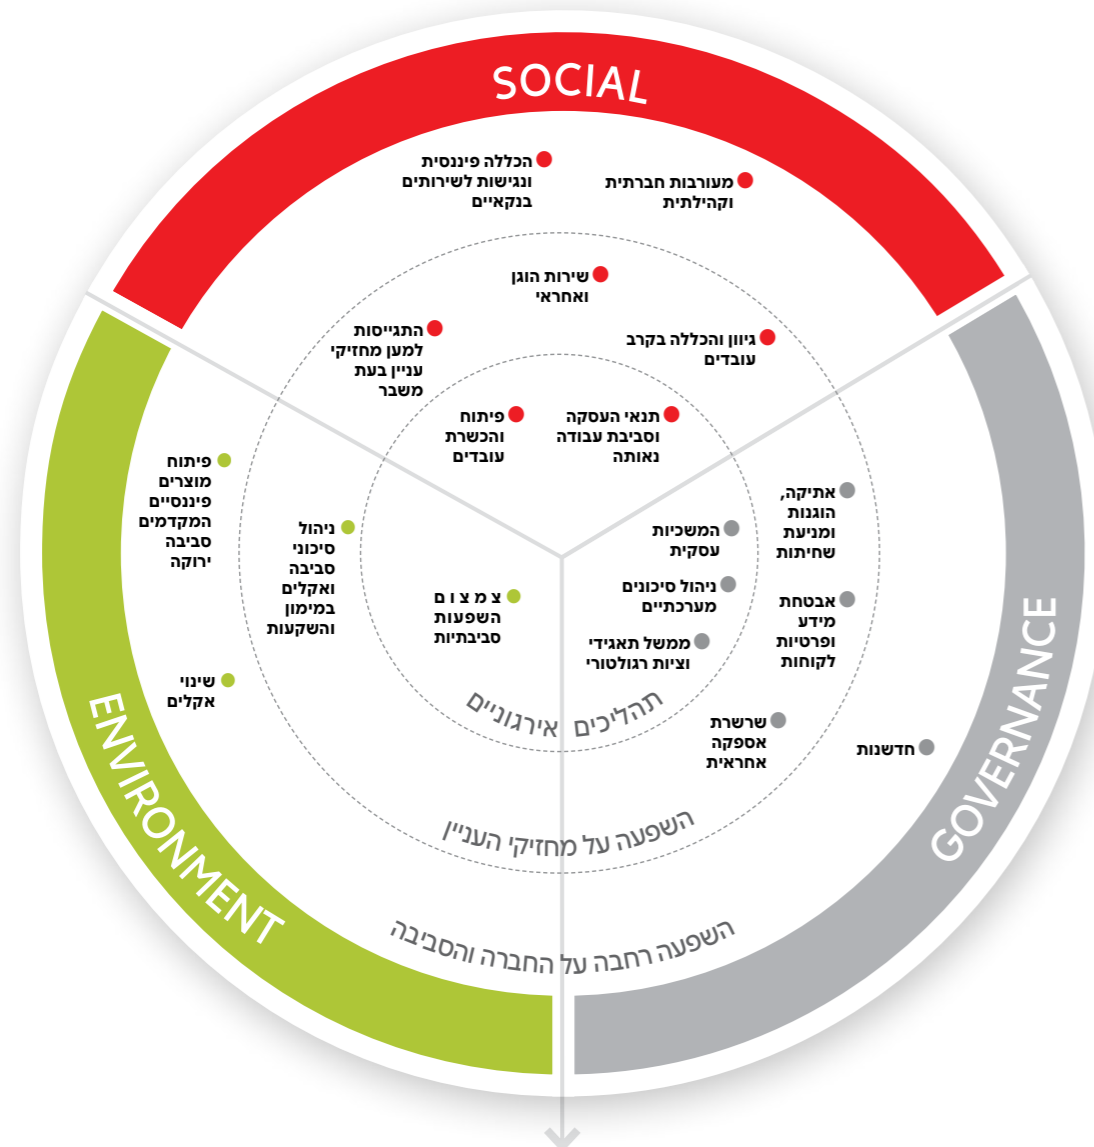 SOCIAL
הכללה פיננסית
ונגישות לשירותים
בנקאיים
מעורבות חברתית
וקהילתית
שירות הוגן
ואחראי
התגייסות
למען מחזיקי
עניין בעת
משבר
גיוון והכללה בקרב
עובדים
פיתוח
והכשרת
עובדים
תנאי העסקה
וסביבת עבודה
נאותה
GOVERNANCE
אתיקה,
הוגנות
ומניעת
שחיתות
המשכיות
עסקית
ניהול סיכונים
מערכתיים
אבטחת
מידע
ופרטיות
לקוחות
ממשל תאגידי
וציות רגולטורי
שרשרת
אספקה
אחראית
חדשנות
ENVIRONMENT
פיתוח
מוצרים
פיננסיים
המקדמים
סביבה
ירוקה
ניהול
סיכוני
סביבה
ואקלים
במימון
והשקעות
צמצום
השפעות
סביבתיות
שינוי
אקלים
תהליכים אירגוניים
השפעה על מחזיקי העניין
השפעה רחבה על החברה והסביבה